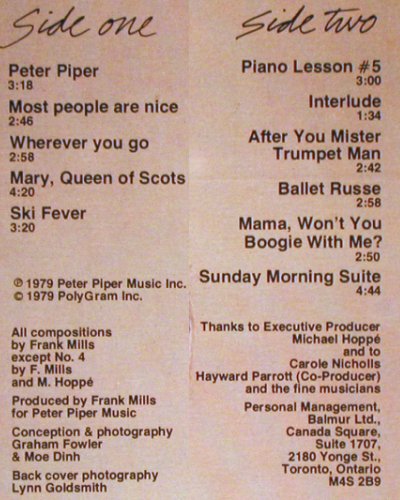 Side one
Peter Piper
3:18
Most people are nice
2:46
Wherever you go
2:58
Mary, Queen of Scots
4:20
Ski Fever
3:20
℗ 1979 Peter Piper Music Inc.
© 1979 PolyGram Inc.
All compositions
by Frank Mills
except No. 4
by F. Mills
and M. Hoppé
Produced by Frank Mills
for Peter Piper Music
Conception & photography
Graham Fowler
& Moe Dinh
Back cover photography
Lynn Goldsmith
Side two
Piano Lesson #5
3:00
Interlude
1:34
After You Mister
Trumpet Man
2:42
Ballet Russe
2:58
Mama, Won't You
Boogie With Me?
2:50
Sunday Morning Suite
4:44
Thanks to Executive Producer
Michael Hoppé
and to
Carole Nicholls
Hayward Parrott (Co-Producer)
and the fine musicians
Personal Management,
Balmur Ltd.,
Canada Square,
Suite 1707,
2180 Yonge St.,
Toronto, Ontario
M4S 2B9